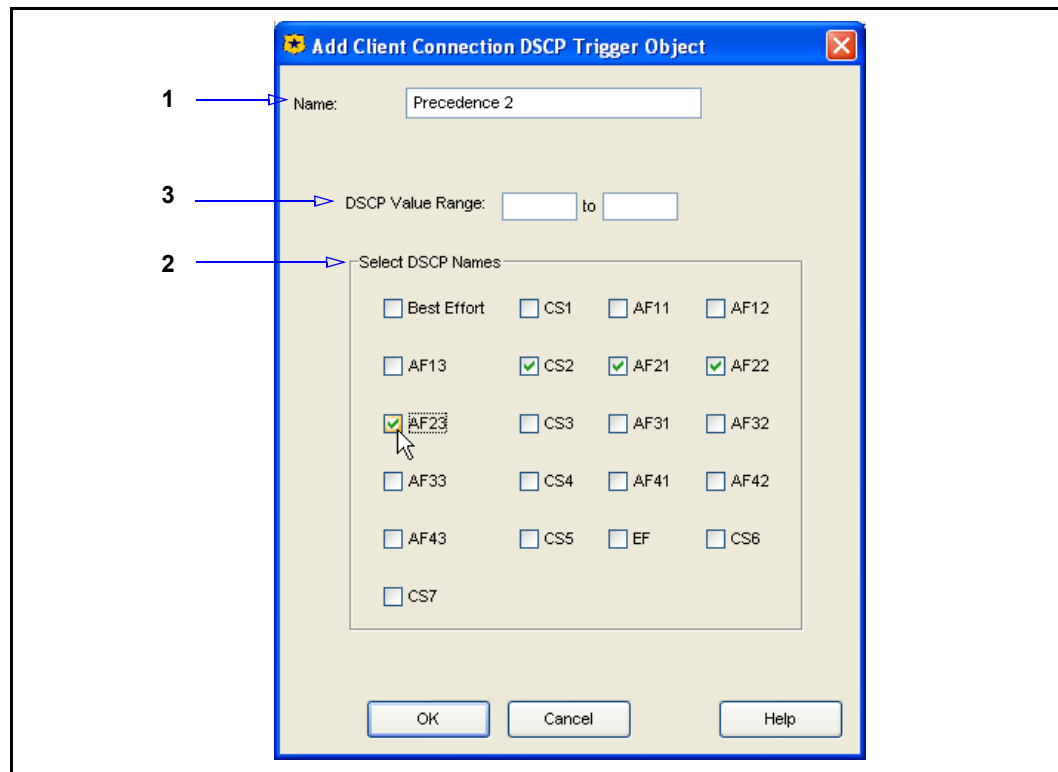 Add Client Connection DSCP Trigger Object
1 Name: Precedence 2
3 DSCP Value Range: to
2 Select DSCP Names
Best Effort CS1 AF11 AF12
AF13 CS2 AF21 AF22
AF23 CS3 AF31 AF32
AF33 CS4 AF41 AF42
AF43 CS5 EF CS6
CS7
OK Cancel Help